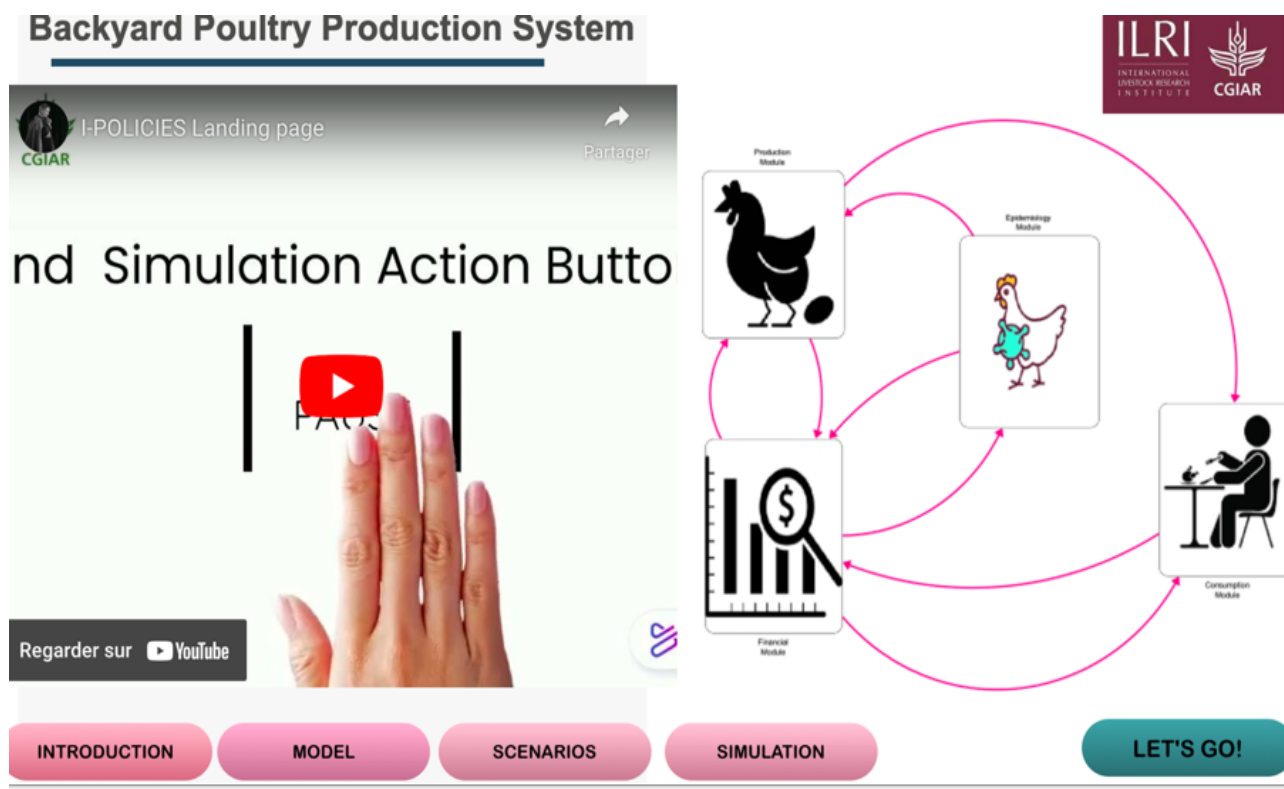 Backyard Poultry Production System
ILRI
INTERNATIONAL
LIVESTOCK RESEARCH
INSTITUTE
CGIAR
I-POLICIES Landing page
CGIAR
Partager
nd Simulation Action Butto
Regarder sur YouTube
Production
Module
Epidemiology
Module
$
Consumption
Module
Financial
Module
INTRODUCTION
MODEL
SCENARIOS
SIMULATION
LET'S GO!